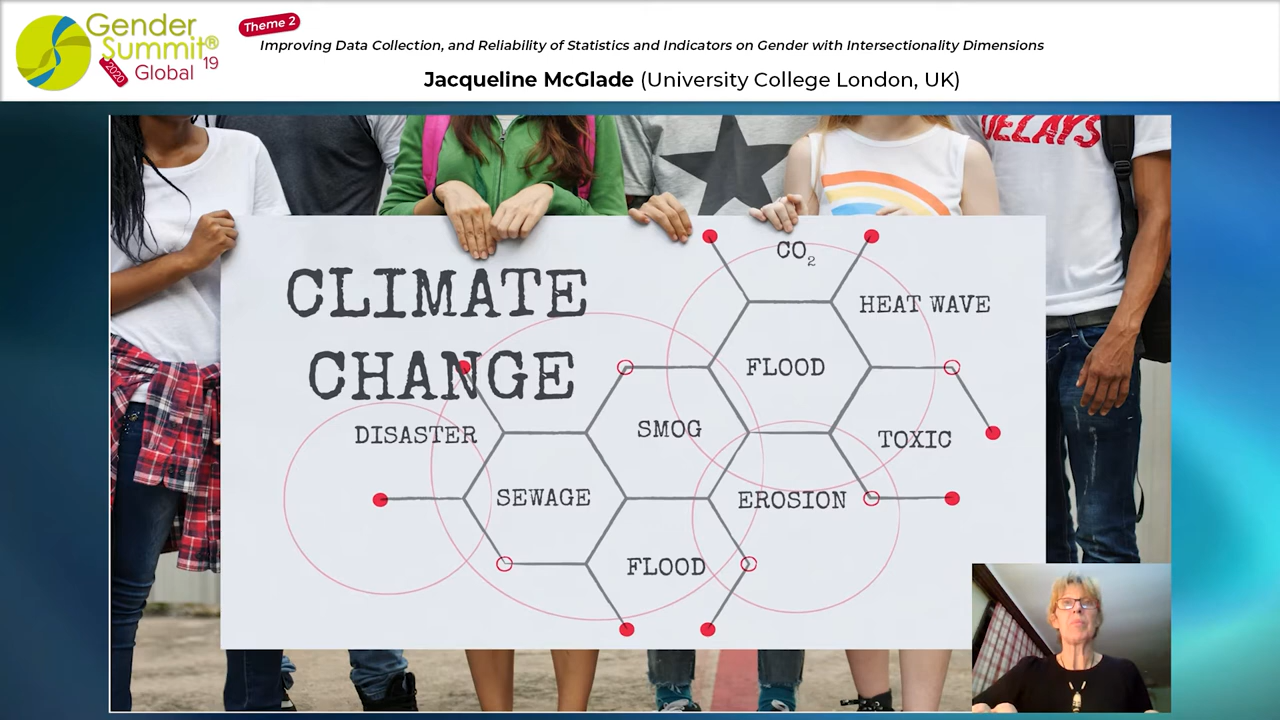 Gender
Summit® 19
2020
Global
Theme 2
Improving Data Collection, and Reliability of Statistics and Indicators on Gender with Intersectionality Dimensions
Jacqueline McGlade (University College London, UK)
DELAYS
CLIMATE
CHANGE
CO₂
HEAT WAVE
FLOOD
DISASTER
SMOG
TOXIC
SEWAGE
EROSION
FLOOD